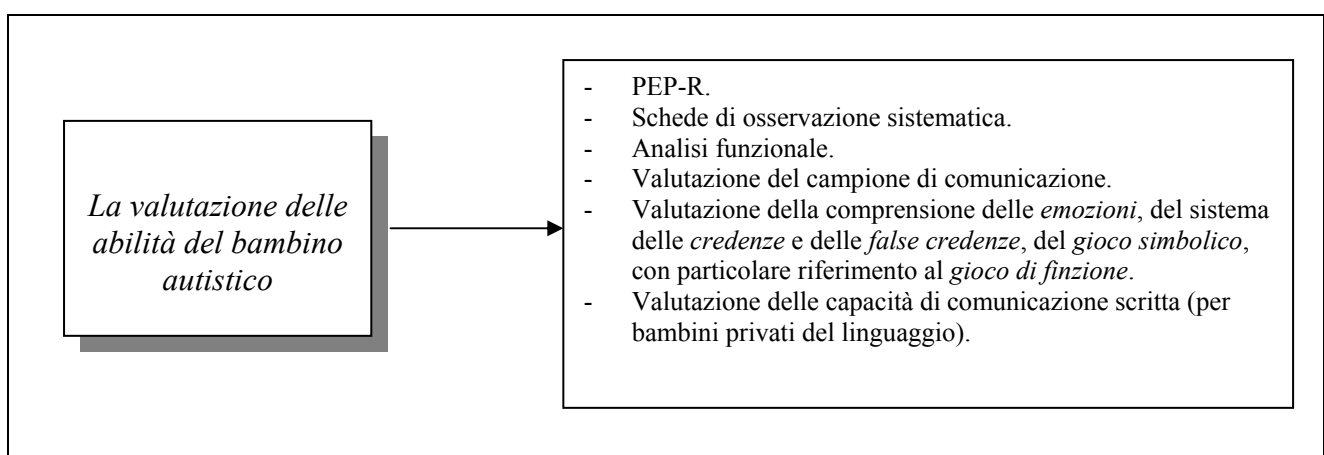 La valutazione delle
abilità del bambino
autistico
- PEP-R.
- Schede di osservazione sistematica.
- Analisi funzionale.
- Valutazione del campione di comunicazione.
- Valutazione della comprensione delle emozioni, del sistema
delle credenze e delle false credenze, del gioco simbolico,
con particolare riferimento al gioco di finzione.
- Valutazione delle capacità di comunicazione scritta (per
bambini privati del linguaggio).